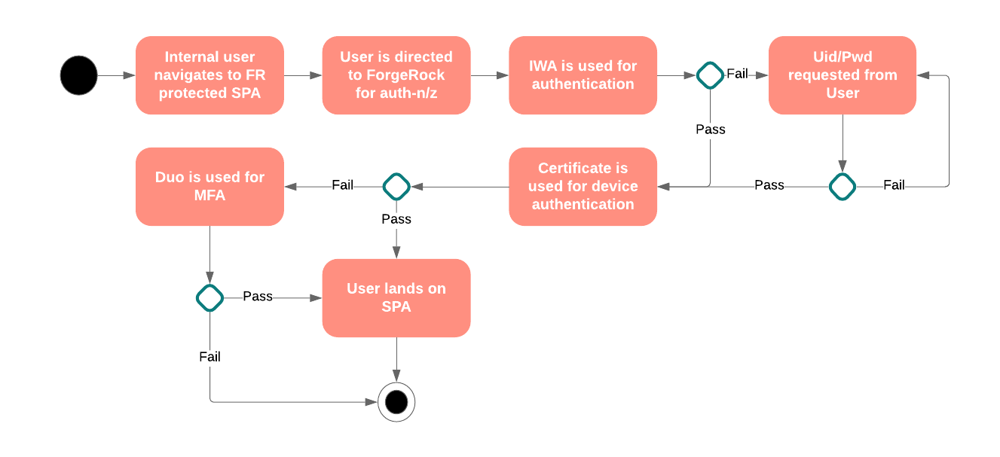 Internal user
navigates to FR
protected SPA
User is directed
to ForgeRock
for auth-n/z
IWA is used for
authentication
Fail
Uid/Pwd
requested from
User
Pass
Duo is used for
MFA
Fail
Pass
Certificate is
used for device
authentication
Pass
Fail
Pass
User lands on
SPA
Fail